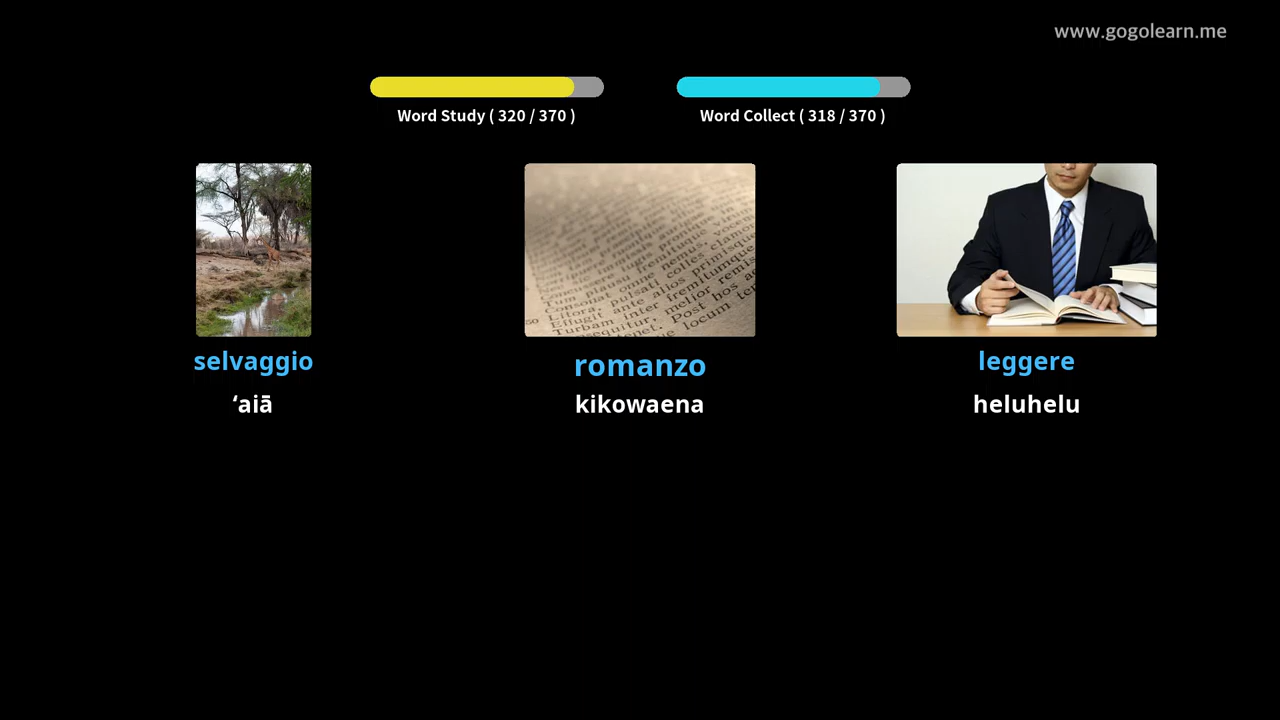 www.gogolearn.me
Word Study ( 320 / 370 )
Word Collect ( 318 / 370 )
selvaggio
romanzo
leggere
ʻaiā
kikowaena
heluhelu